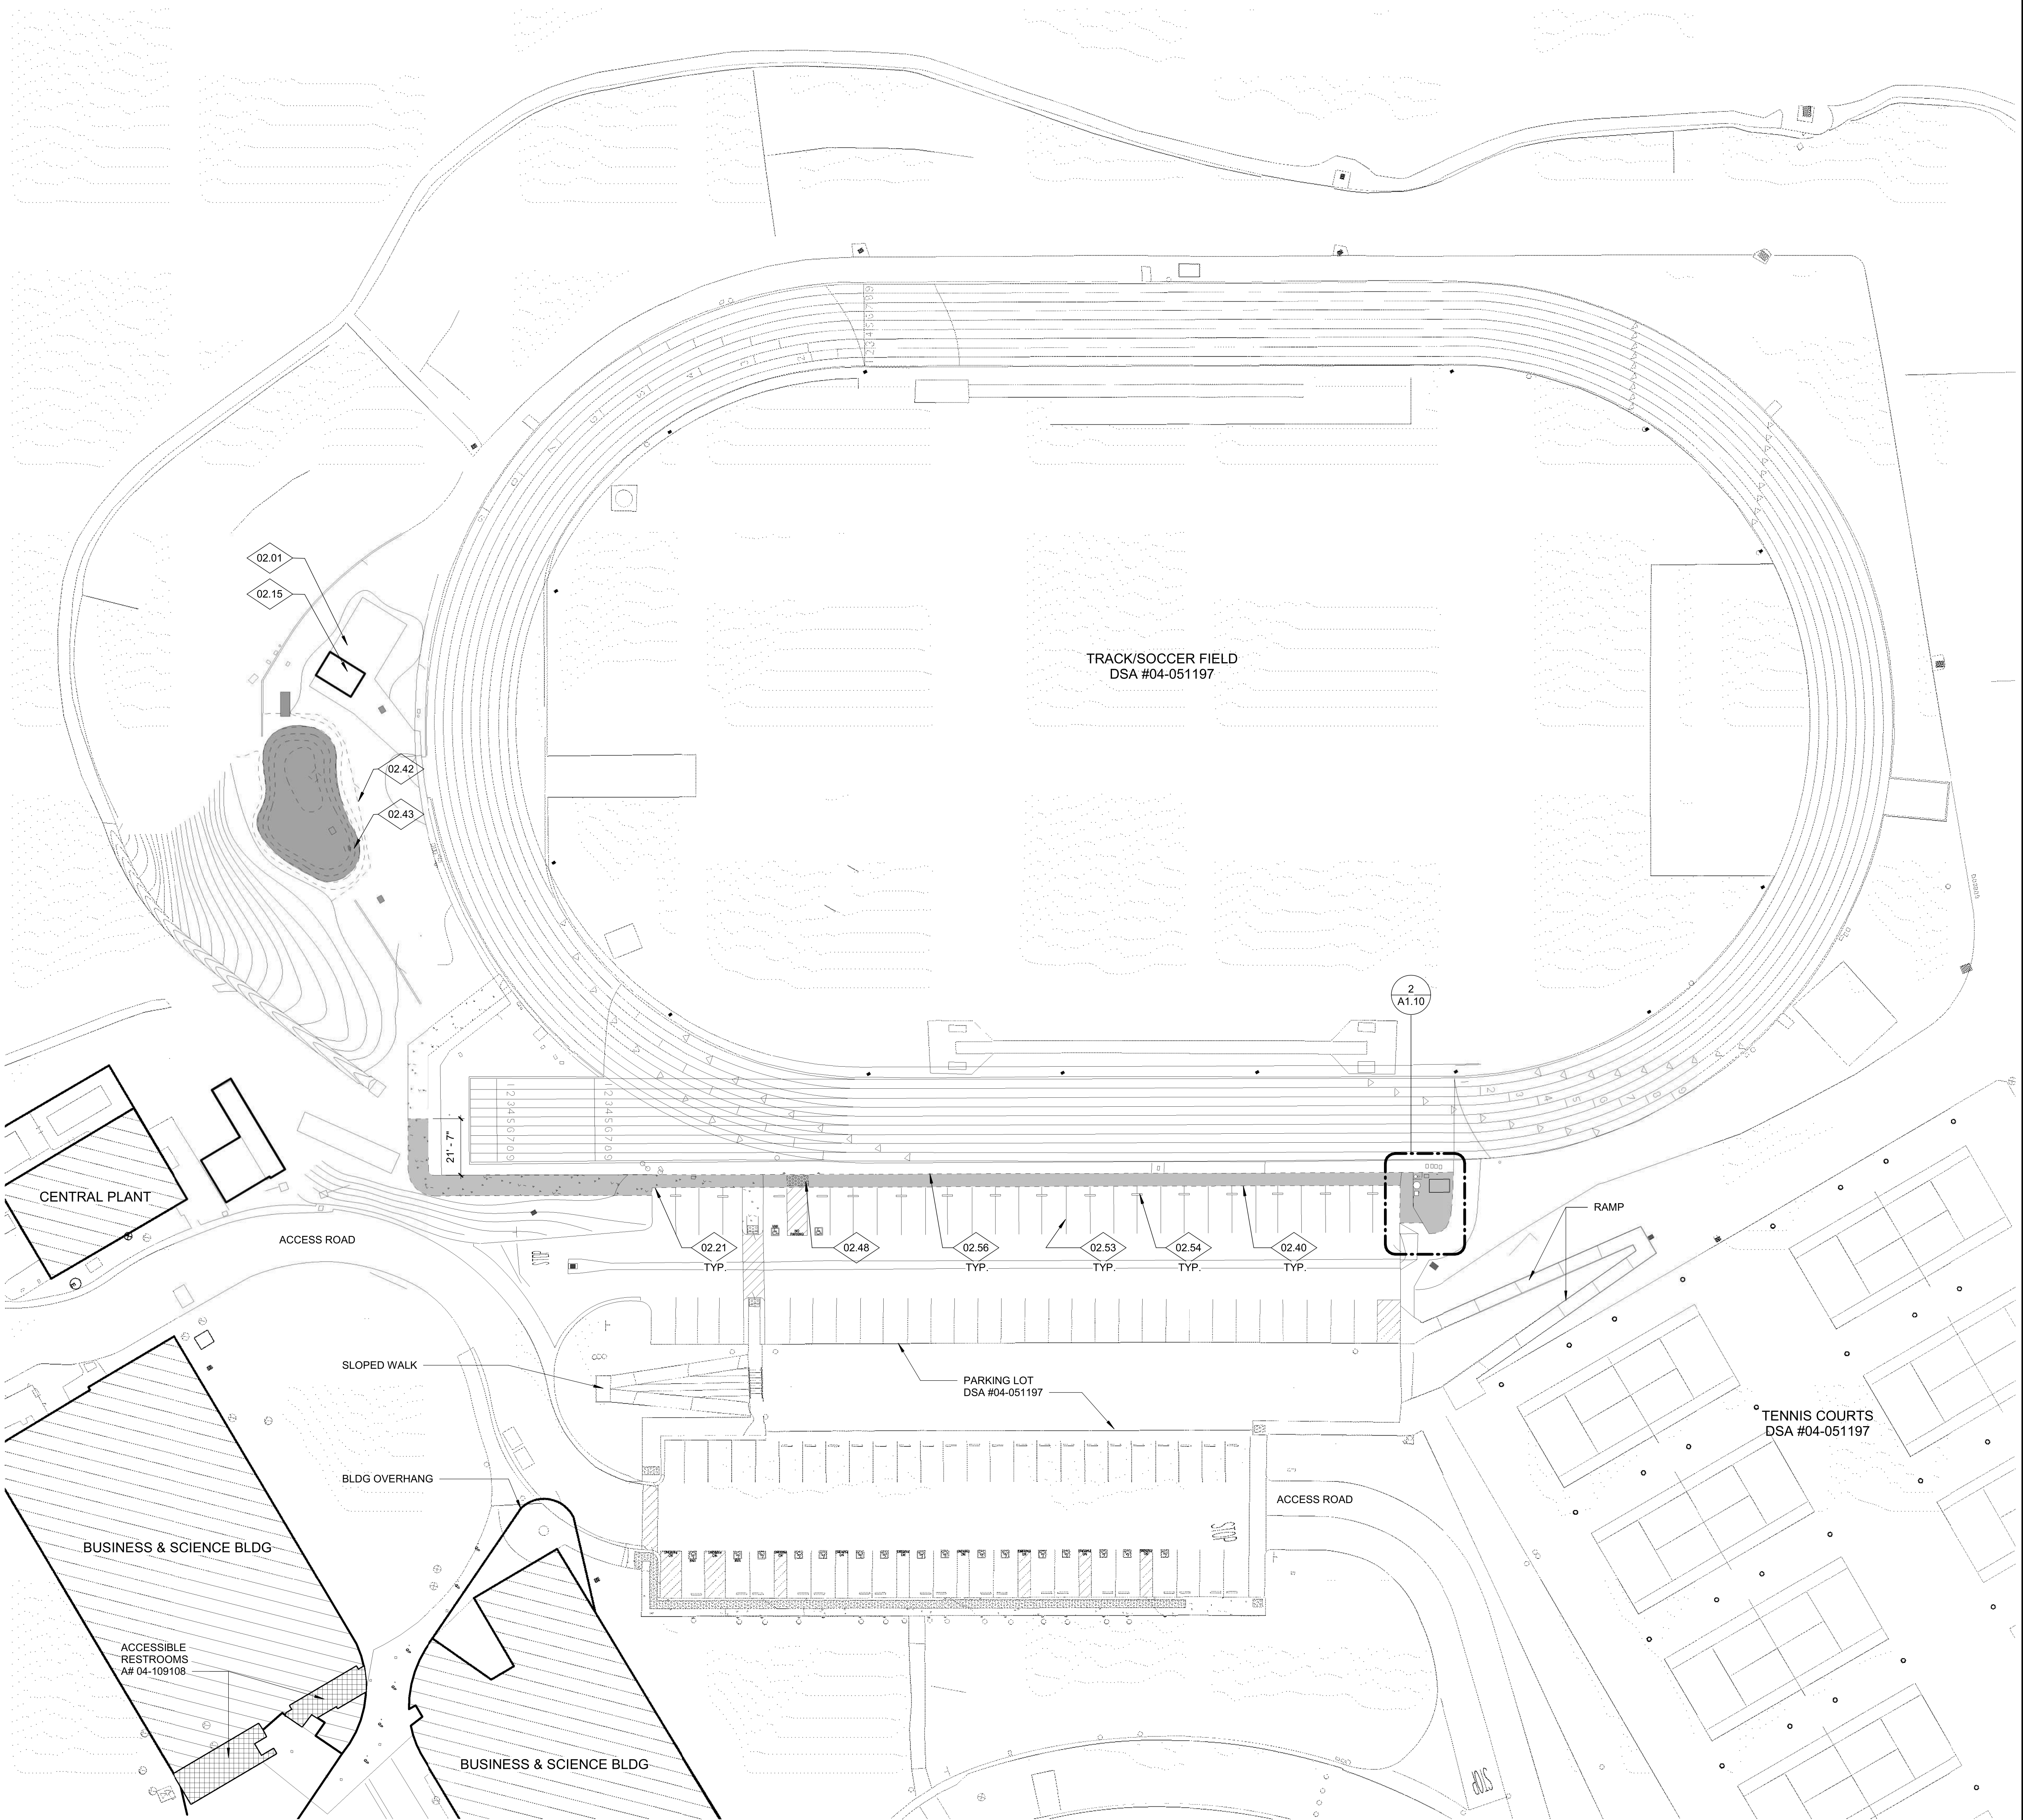 02.01
02.15
TRACK/SOCCER FIELD
DSA #04-051197
02.42
02.43
2
A1.10
21' - 7"
CENTRAL PLANT
ACCESS ROAD
RAMP
02.21
TYP.
02.48
02.56
TYP.
02.53
TYP.
02.54
TYP.
02.40
TYP.
SLOPED WALK
PARKING LOT
DSA #04-051197
TENNIS COURTS
DSA #04-051197
BLDG OVERHANG
ACCESS ROAD
BUSINESS & SCIENCE BLDG
ACCESSIBLE
RESTROOMS
A# 04-109108
BUSINESS & SCIENCE BLDG
STOP